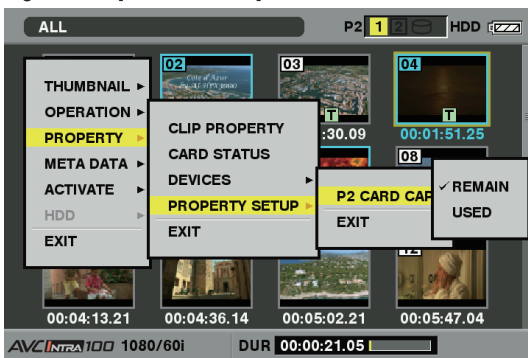 ALL P2 1 2 HDD
02 03 04
Côte d'Azur
T T
:30.09 00:01:51.25
08
12
THUMBNAIL
OPERATION
PROPERTY
META DATA
ACTIVATE
HDD
EXIT
CLIP PROPERTY
CARD STATUS
DEVICES
PROPERTY SETUP
EXIT
P2 CARD CAP
EXIT
✓ REMAIN
USED
00:04:13.21 00:04:36.14 00:05:02.21 00:05:47.04
AVC INTRA 100 1080/60i DUR 00:00:21.05